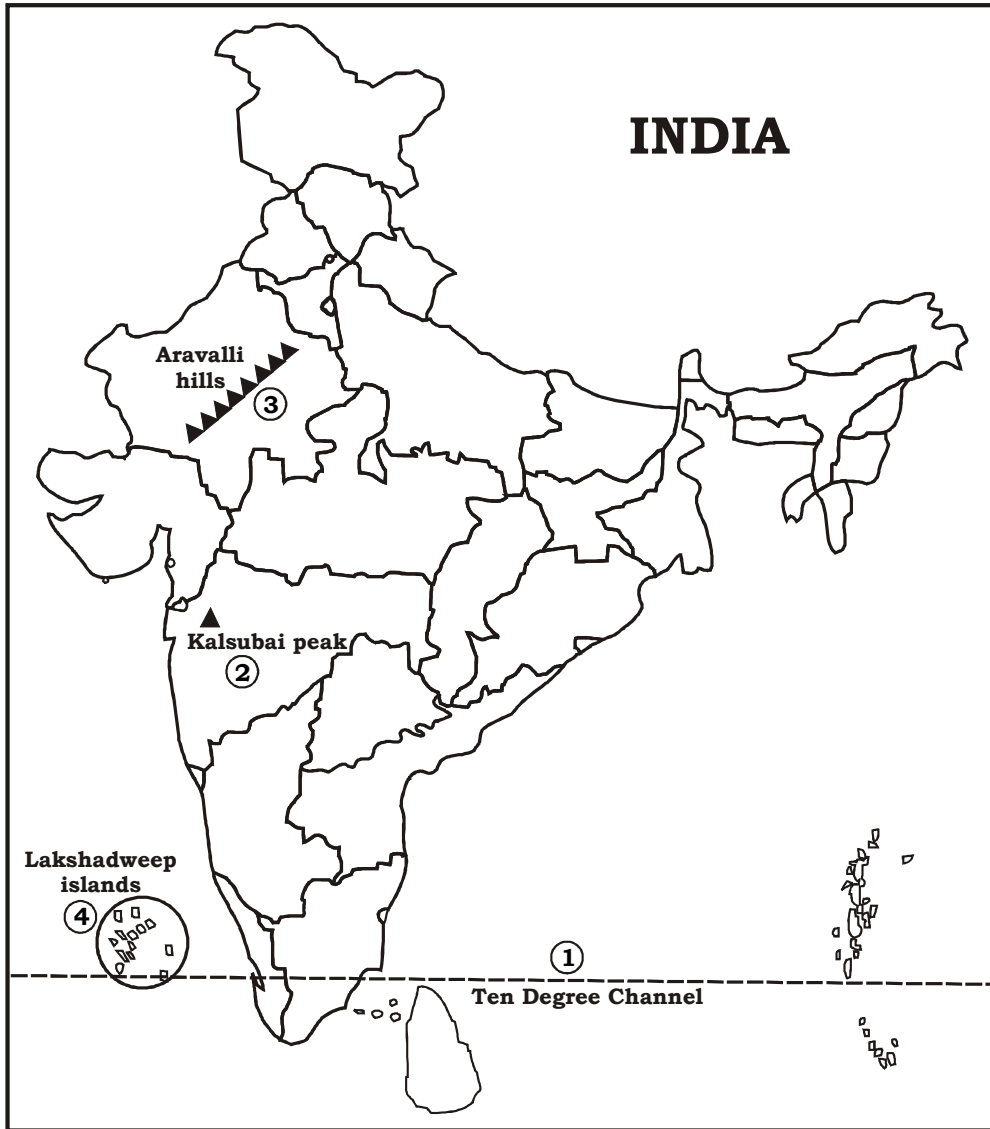 INDIA
Aravalli
hills
③
Kalsubai peak
②
Lakshadweep
islands
④
①
Ten Degree Channel